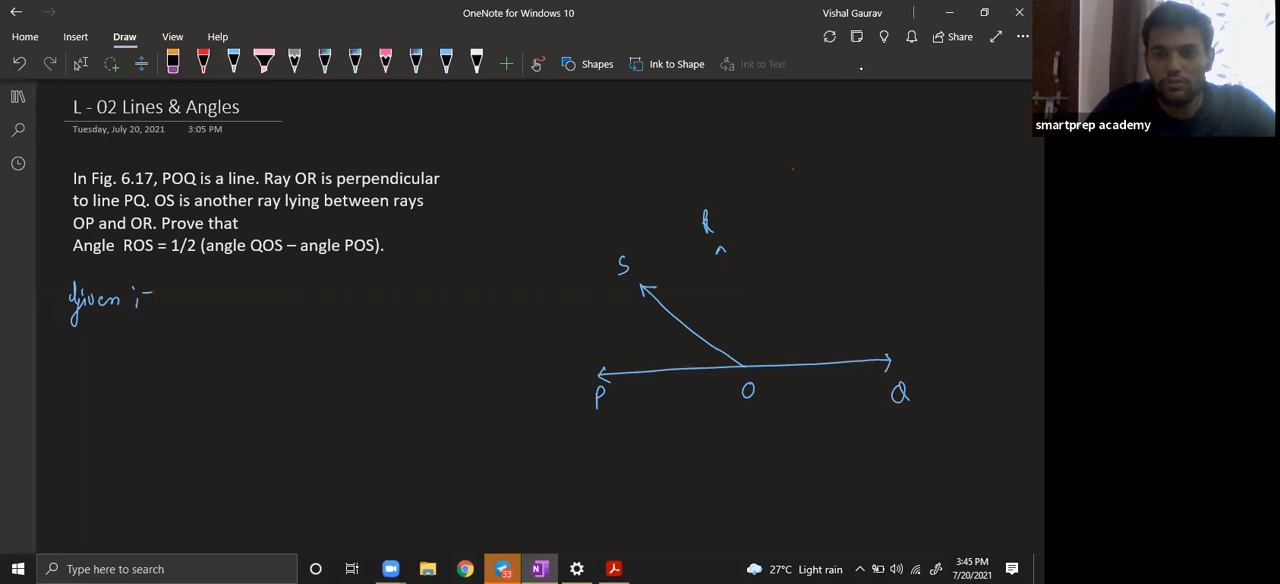 OneNote for Windows 10
Vishal Gaurav
Home Insert Draw View Help
Share
Shapes
Ink to Shape
Ink to Text
smartprep academy
L - 02 Lines & Angles
Tuesday, July 20, 2021 3:05 PM
In Fig. 6.17, POQ is a line. Ray OR is perpendicular
to line PQ. OS is another ray lying between rays
OP and OR. Prove that
Angle ROS = 1/2 (angle QOS – angle POS).
Given :-
R
S
P
O
Q
Type here to search
33
27°C Light rain
3:45 PM
7/20/2021